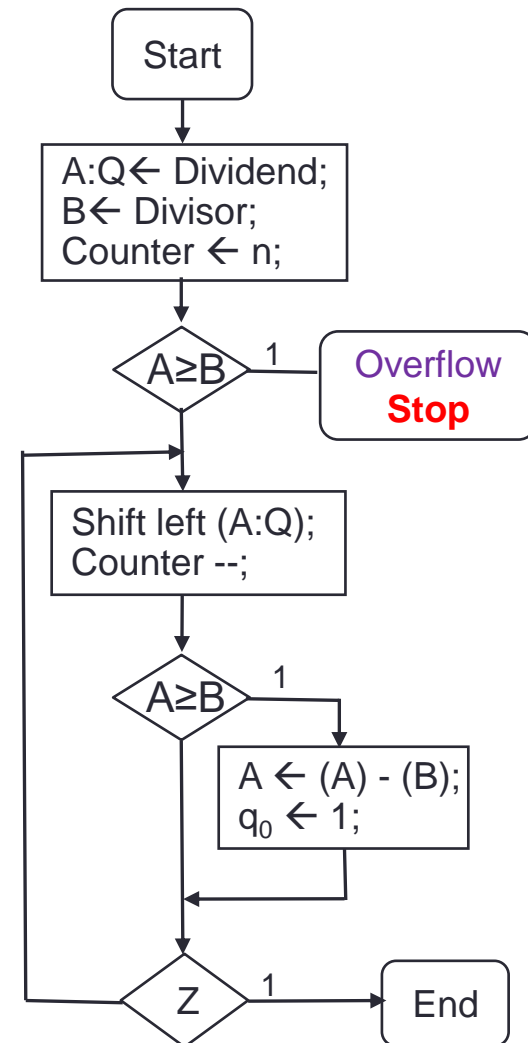 Start
A:Q← Dividend;
B← Divisor;
Counter ← n;
A≥B
1
Overflow
Stop
Shift left (A:Q);
Counter --;
A≥B
1
A ← (A) - (B);
q₀ ← 1;
Z
1
End